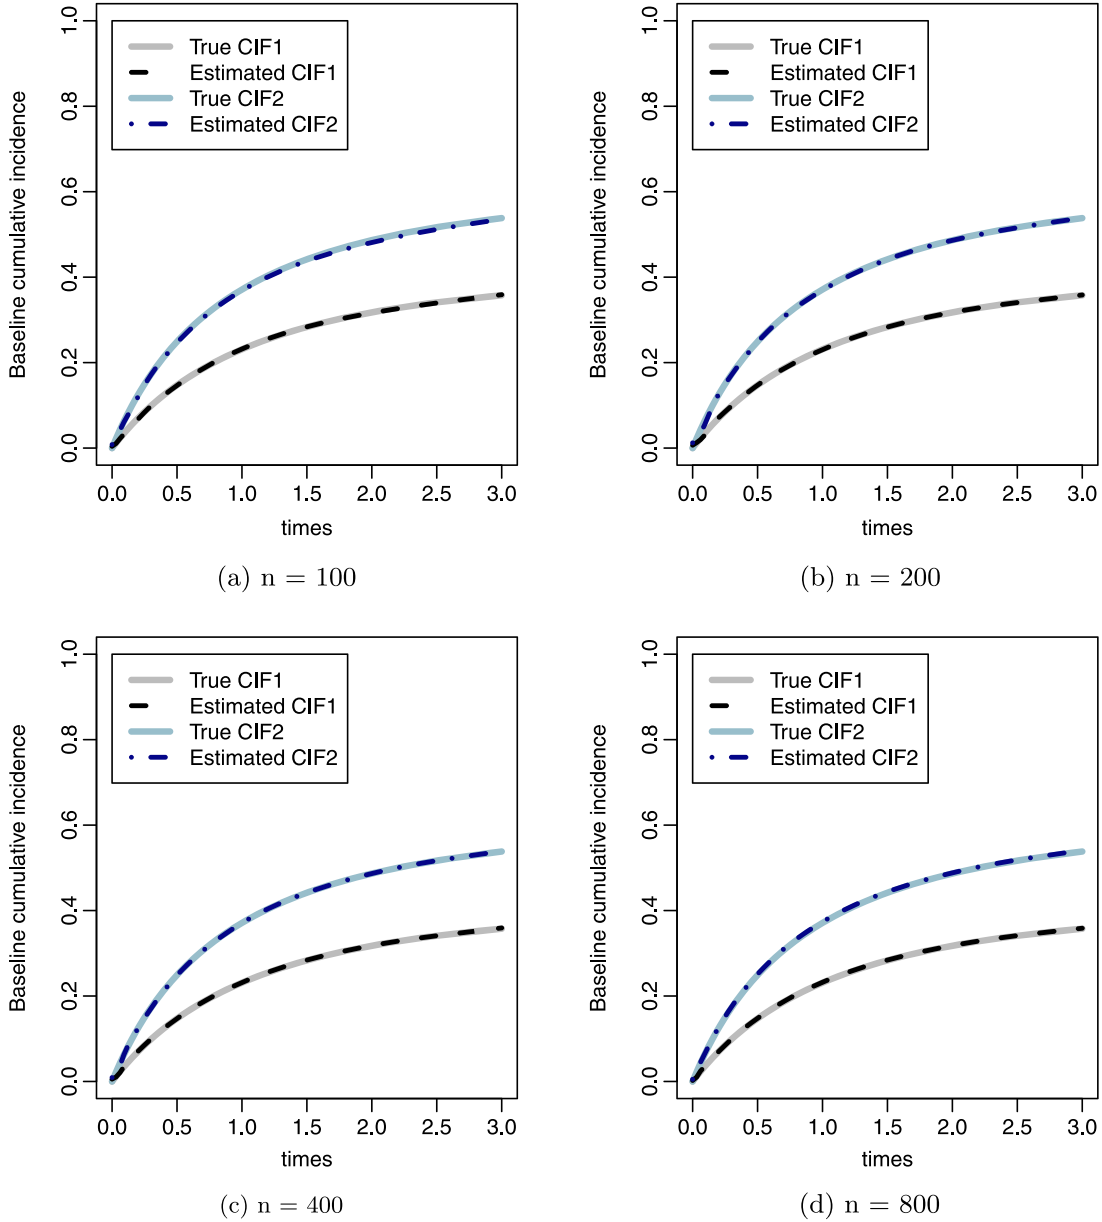 Baseline cumulative incidence
1.0
0.8
0.6
0.4
0.2
0.0
True CIF1
Estimated CIF1
True CIF2
Estimated CIF2
0.0 0.5 1.0 1.5 2.0 2.5 3.0
times
(a) n = 100
Baseline cumulative incidence
1.0
0.8
0.6
0.4
0.2
0.0
True CIF1
Estimated CIF1
True CIF2
Estimated CIF2
0.0 0.5 1.0 1.5 2.0 2.5 3.0
times
(b) n = 200
Baseline cumulative incidence
1.0
0.8
0.6
0.4
0.2
0.0
True CIF1
Estimated CIF1
True CIF2
Estimated CIF2
0.0 0.5 1.0 1.5 2.0 2.5 3.0
times
(c) n = 400
Baseline cumulative incidence
1.0
0.8
0.6
0.4
0.2
0.0
True CIF1
Estimated CIF1
True CIF2
Estimated CIF2
0.0 0.5 1.0 1.5 2.0 2.5 3.0
times
(d) n = 800